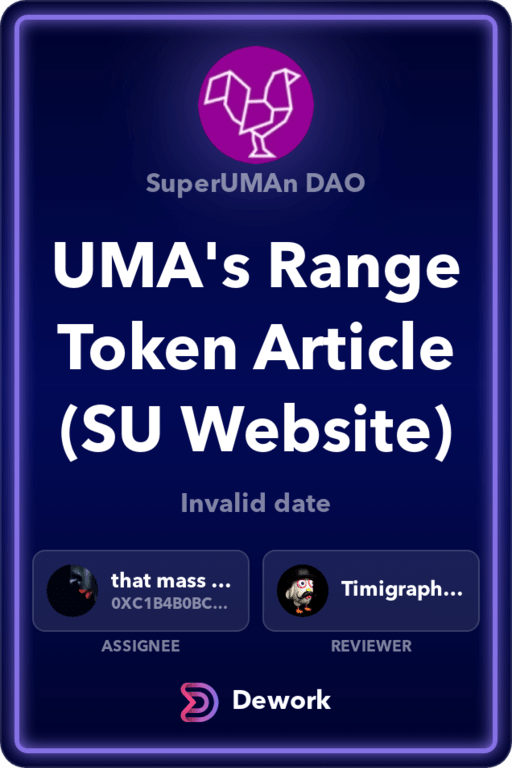 SuperUMAn DAO
UMA's Range
Token Article
(SU Website)
Invalid date
that mass ...
0XC1B4B0BC...
Timigraph...
ASSIGNEE
REVIEWER
Dework